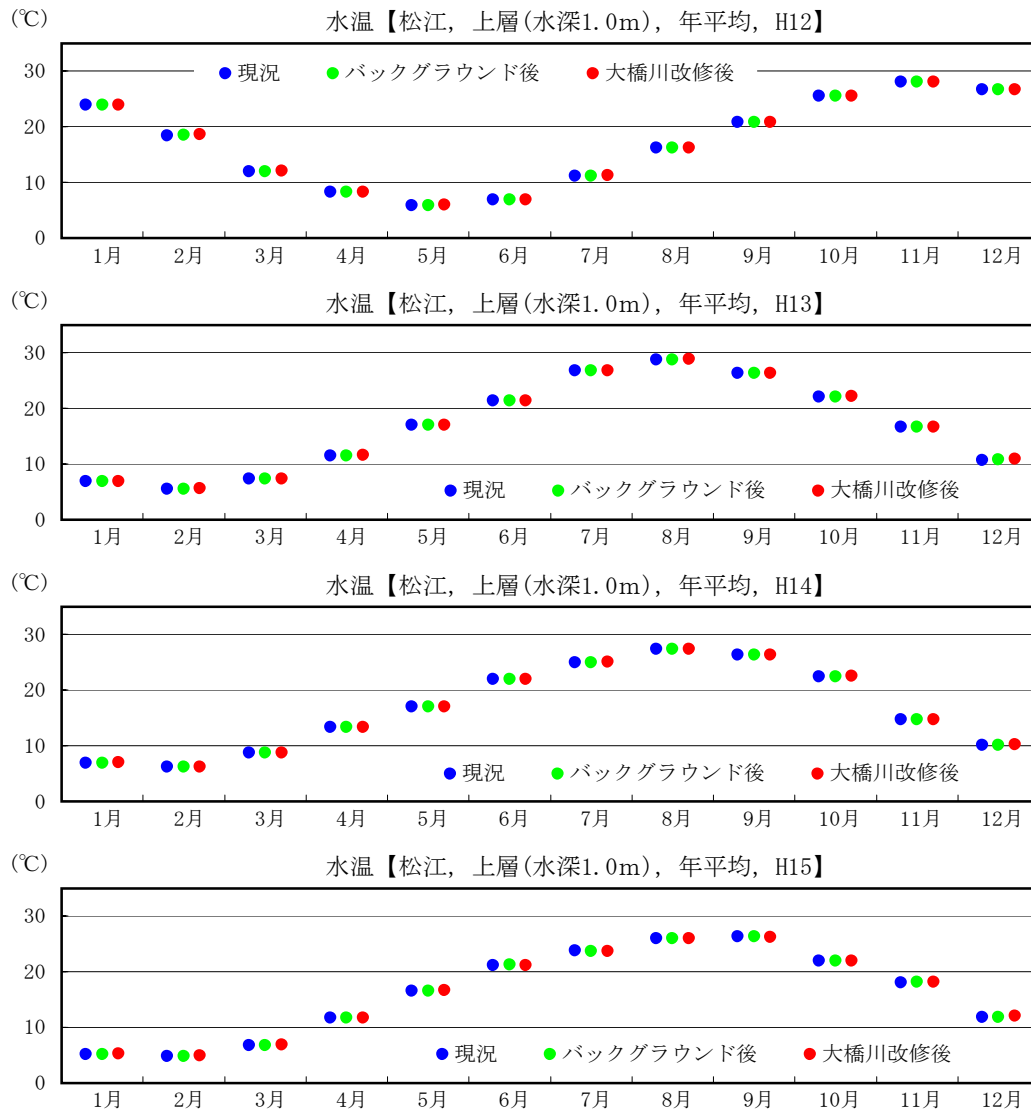 (℃)
水温【松江, 上層(水深1.0m), 年平均, H12】
30
20
10
0
現況 バックグラウンド後 大橋川改修後
1月 2月 3月 4月 5月 6月 7月 8月 9月 10月 11月 12月
(℃)
水温【松江, 上層(水深1.0m), 年平均, H13】
30
20
10
0
現況 バックグラウンド後 大橋川改修後
1月 2月 3月 4月 5月 6月 7月 8月 9月 10月 11月 12月
(℃)
水温【松江, 上層(水深1.0m), 年平均, H14】
30
20
10
0
現況 バックグラウンド後 大橋川改修後
1月 2月 3月 4月 5月 6月 7月 8月 9月 10月 11月 12月
(℃)
水温【松江, 上層(水深1.0m), 年平均, H15】
30
20
10
0
現況 バックグラウンド後 大橋川改修後
1月 2月 3月 4月 5月 6月 7月 8月 9月 10月 11月 12月